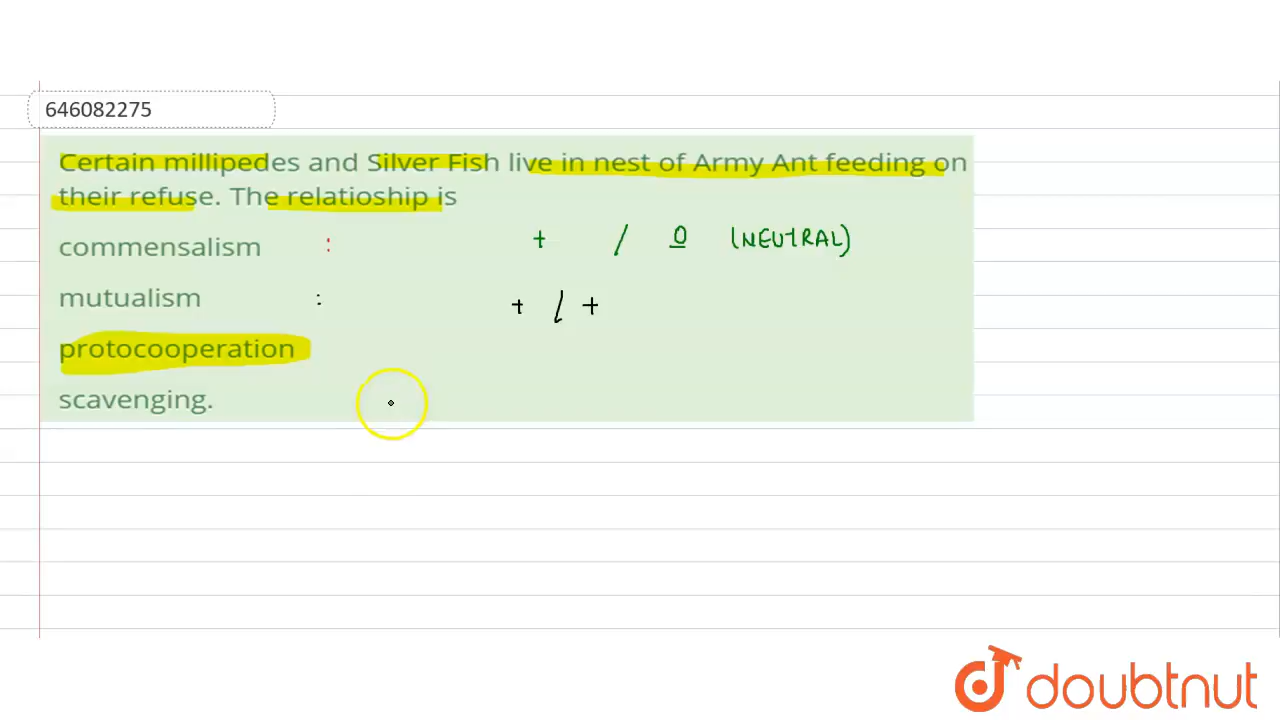 646082275
Certain millipedes and Silver Fish live in nest of Army Ant feeding on
their refuse. The relatioship is
commensalism : + / 0 (NEUTRAL)
mutualism : + / +
protocooperation
scavenging.
doubtnut